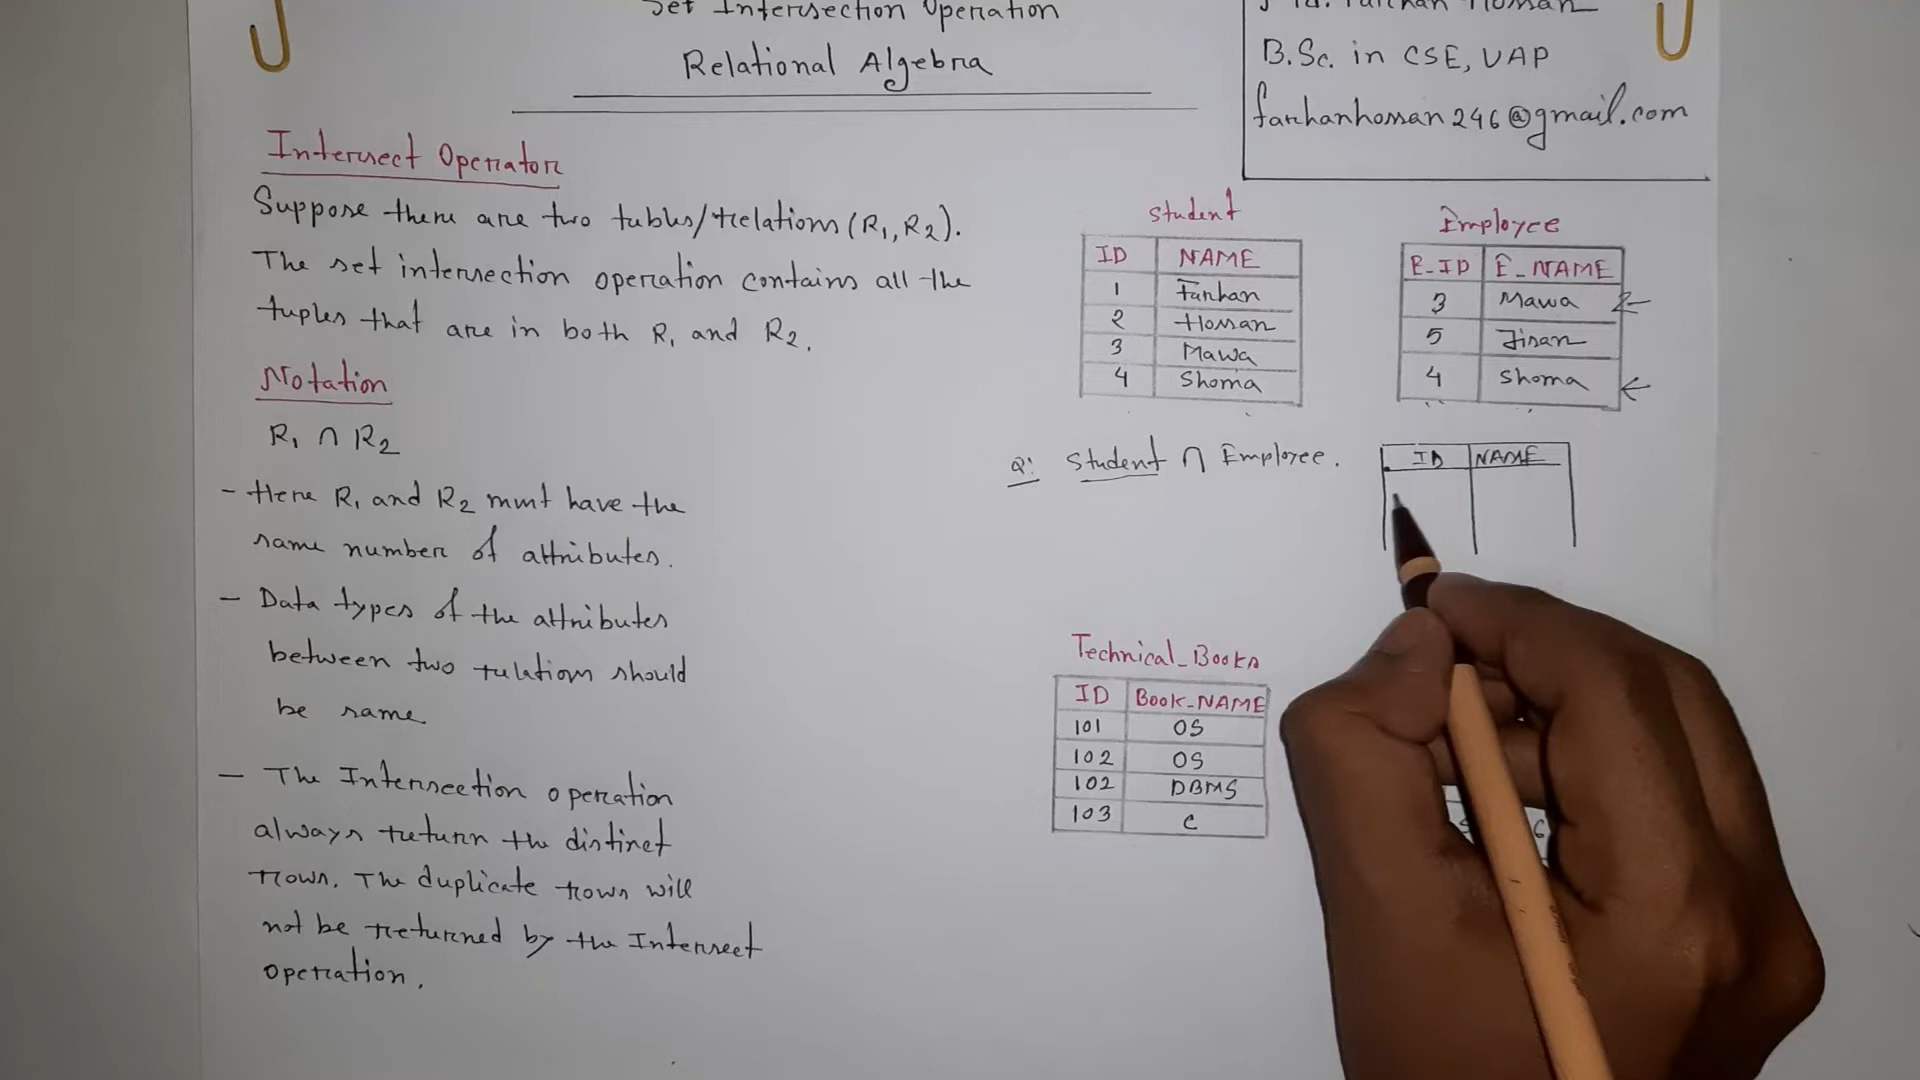 Set Intersection Operation
Relational Algebra
B.Sc. in CSE, UAP
farhanhossan246@gmail.com
Intersect Operator
Suppose there are two tables/relations (R1, R2).
The set intersection operation contains all the
tuples that are in both R1 and R2.
Notation
R1 ∩ R2
- Here R1 and R2 must have the
same number of attributes.
- Data types of the attributes
between two relations should
be same
- The Intersection operation
always return the distinct
rows. The duplicate rows will
not be returned by the Intersect
operation.
Student
ID NAME
1 Farhan
2 Hossan
3 Mawa
4 Shoma
Employee
E_ID E_NAME
3 Mawa
5 Jisan
4 Shoma
Q: Student ∩ Employee.
ID NAME
Technical_Books
ID Book_NAME
101 OS
102 OS
102 DBMS
103 C